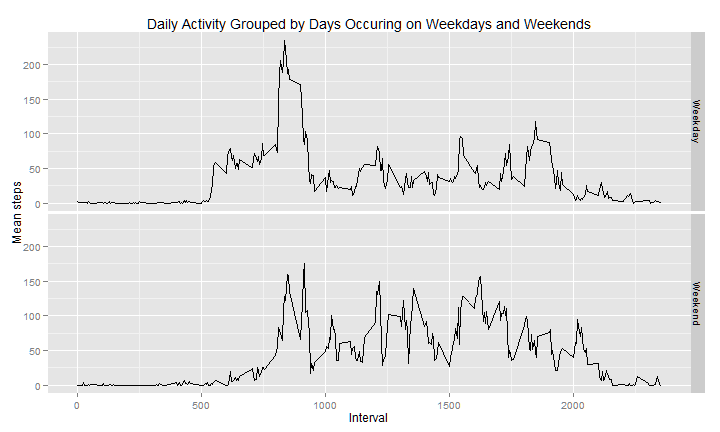 Daily Activity Grouped by Days Occuring on Weekdays and Weekends
200
150
100
50
0
Weekday
Mean steps
200
150
100
50
0
Weekend
0 500 1000 1500 2000
Interval